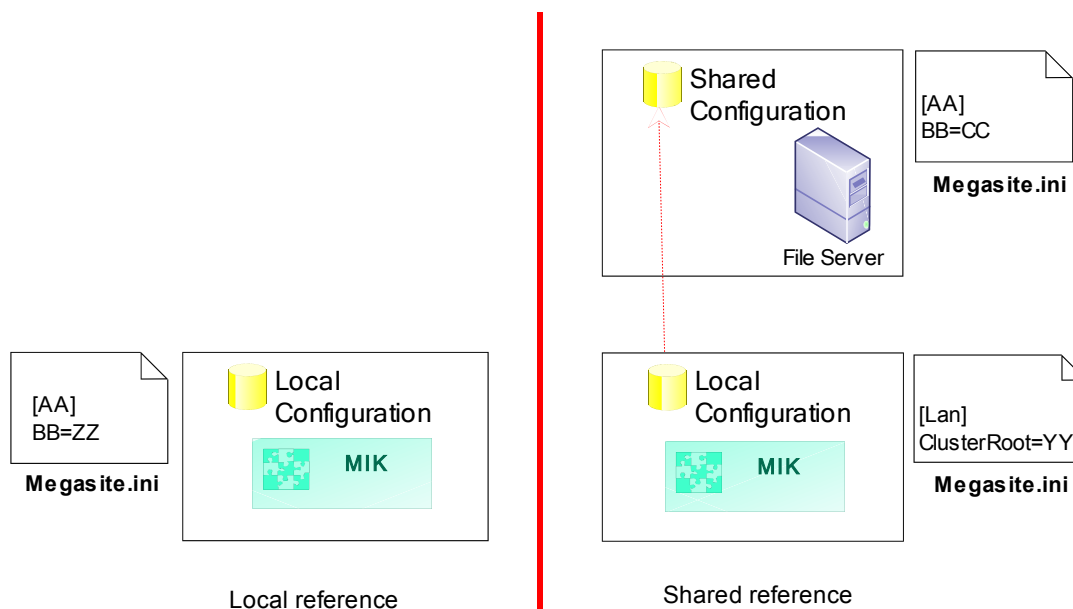 Shared
Configuration
File Server
[AA]
BB=CC
Megasite.ini
[AA]
BB=ZZ
Megasite.ini
Local
Configuration
MIK
Local reference
Local
Configuration
MIK
[Lan]
ClusterRoot=YY
Megasite.ini
Shared reference